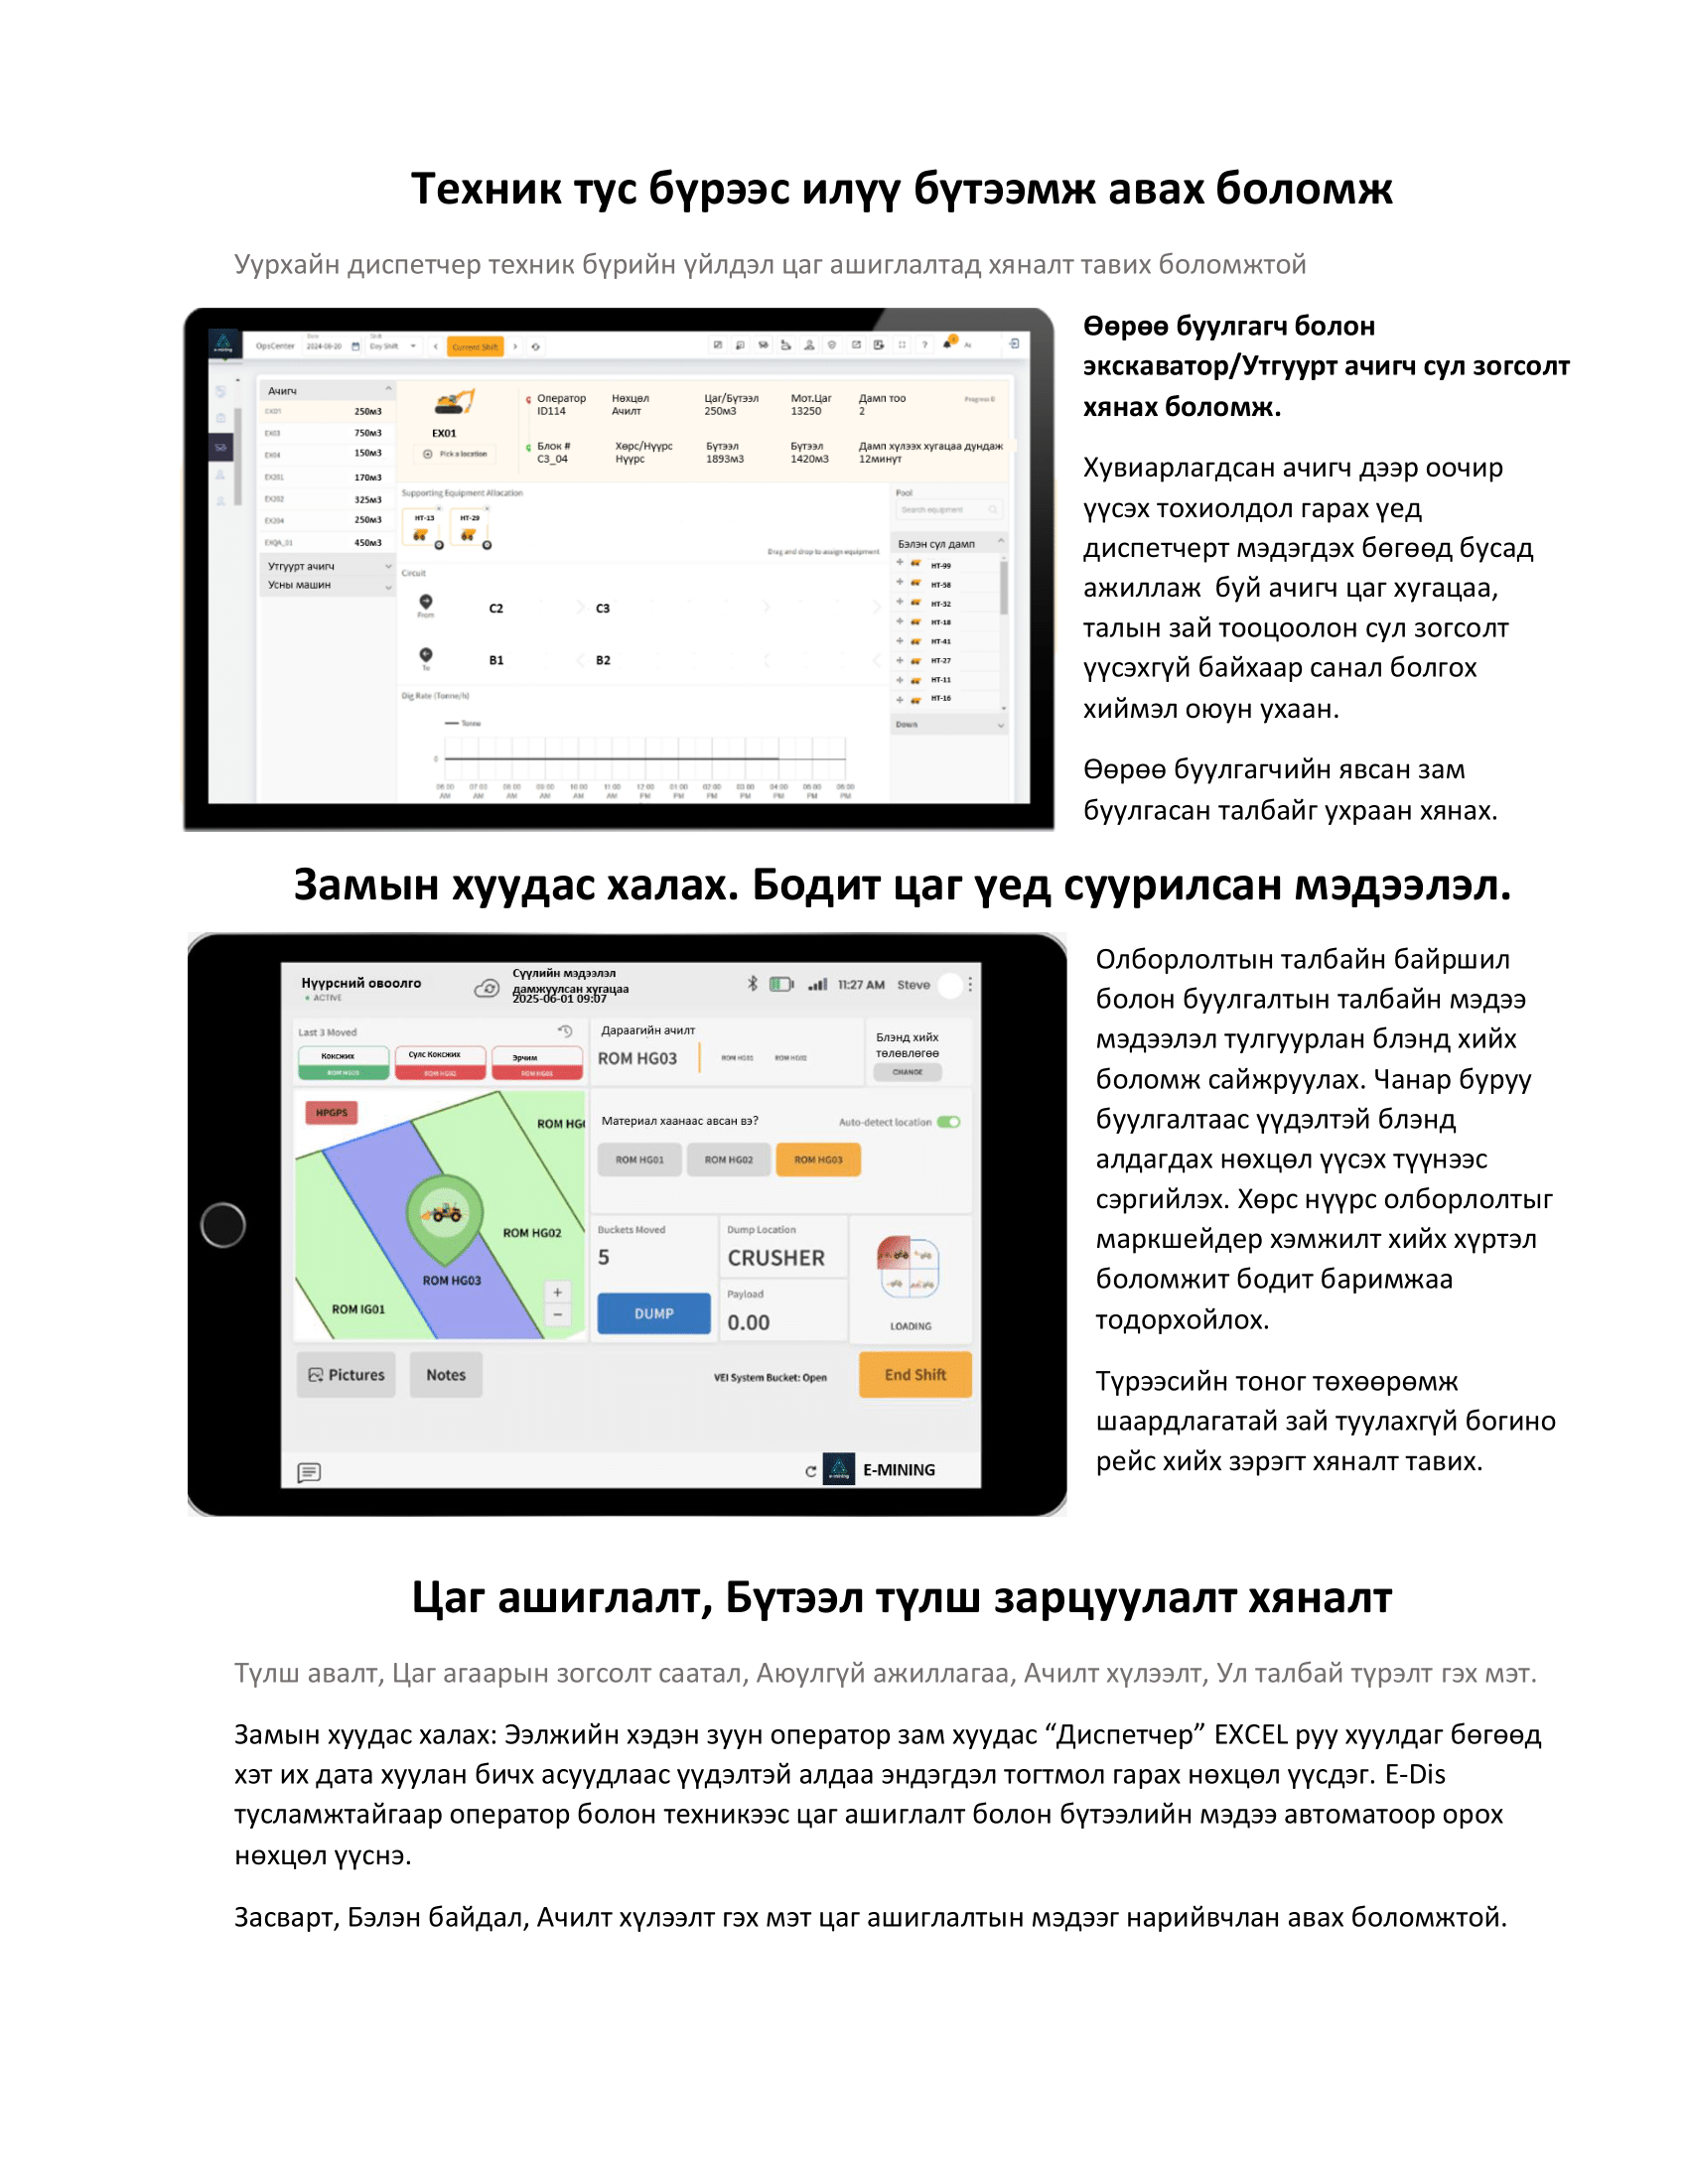 Техник тус бүрээс илүү бүтээмж авах боломж
Уурхайн диспетчер техник бүрийн үйлдэл цаг ашиглалтад хяналт тавих боломжтой
OpsCenter
2024-08-20
Shift
Day Shift
Current Shift
?
e-mining
Ачигч
EX01 250м3
EX03 750м3
EX04 150м3
EX201 170м3
EX202 325м3
EX204 250м3
EXQA_01 450м3
Утгуурт ачигч
Усны машин
EX01
Pick a location
Оператор
ID114
Нөхцөл
Ачилт
Цаг/Бүтээл
250м3
Мот.Цаг
13250
Дамп тоо
2
Блок #
C3_04
Хөрс/Нүүрс
Нүүрс
Бүтээл
1893м3
Бүтээл
1420м3
Дамп хүлээх хугацаа дундаж
12минут
Supporting Equipment Allocation
HT-13
HT-29
Drag and drop to assign equipment
Circuit
From
C2
C3
To
B1
B2
Dig Rate (Tonne/h)
Tonne
0
06:00 AM 07:00 AM 08:00 AM 09:00 AM 10:00 AM 11:00 AM 12:00 PM 01:00 PM 02:00 PM 03:00 PM 04:00 PM 05:00 PM 06:00 PM
Pool
Search equipment
Бэлэн сул дамп
HT-99
HT-58
HT-32
HT-18
HT-41
HT-27
HT-11
HT-16
Down
Өөрөө буулгагч болон
экскаватор/Утгуурт ачигч сул зогсолт
хянах боломж.
Хувиарлагдсан ачигч дээр оочир
үүсэх тохиолдол гарах үед
диспетчерт мэдэгдэх бөгөөд бусад
ажиллаж буй ачигч цаг хугацаа,
талын зай тооцоолон сул зогсолт
үүсэхгүй байхаар санал болгох
хиймэл оюун ухаан.
Өөрөө буулгагчийн явсан зам
буулгасан талбайг ухраан хянах.
Замын хуудас халах. Бодит цаг үед суурилсан мэдээлэл.
Нүүрсний овоолго
ACTIVE
Сүүлийн мэдээлэл
дамжуулсан хугацаа
2025-06-01 09:07
11:27 AM Steve
Last 3 Moved
Коксжих
ROM HG03
Сулс Коксжих
ROM HG02
Эрчим
ROM HG01
Дараагийн ачилт
ROM HG03
ROM HG01
ROM HG02
Блэнд хийх
төлөвлөгөө
CHANGE
HPGPS
ROM HG
ROM HG02
ROM HG03
ROM IG01
+
−
Материал хаанаас авсан вэ?
Auto-detect location
ROM HG01
ROM HG02
ROM HG03
Buckets Moved
5
DUMP
Dump Location
CRUSHER
Payload
0.00
LOADING
Pictures
Notes
VEI System Bucket: Open
End Shift
e-mining
E-MINING
Олборлолтын талбайн байршил
болон буулгалтын талбайн мэдээ
мэдээлэл тулгуурлан блэнд хийх
боломж сайжруулах. Чанар буруу
буулгалтаас үүдэлтэй блэнд
алдагдах нөхцөл үүсэх түүнээс
сэргийлэх. Хөрс нүүрс олборлолтыг
маркшейдер хэмжилт хийх хүртэл
боломжит бодит баримжаа
тодорхойлох.
Түрээсийн тоног төхөөрөмж
шаардлагатай зай туулахгүй богино
рейс хийх зэрэгт хяналт тавих.
Цаг ашиглалт, Бүтээл түлш зарцуулалт хяналт
Түлш авалт, Цаг агаарын зогсолт саатал, Аюулгүй ажиллагаа, Ачилт хүлээлт, Ул талбай түрэлт гэх мэт.
Замын хуудас халах: Ээлжийн хэдэн зуун оператор зам хуудас “Диспетчер” EXCEL руу хуулдаг бөгөөд
хэт их дата хуулан бичх асуудлаас үүдэлтэй алдаа эндэгдэл тогтмол гарах нөхцөл үүсдэг. E-Dis
тусламжтайгаар оператор болон техникээс цаг ашиглалт болон бүтээлийн мэдээ автоматоор орох
нөхцөл үүснэ.
Засварт, Бэлэн байдал, Ачилт хүлээлт гэх мэт цаг ашиглалтын мэдээг нарийвчлан авах боломжтой.